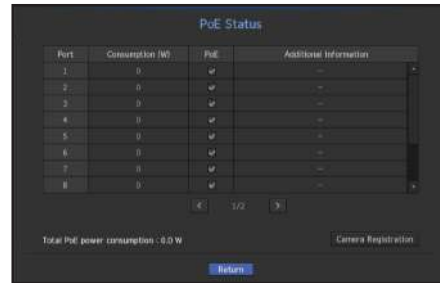 PoE Status
Port Consumption (W) PoE Additional Information
1 0 --
2 0 --
3 0 --
4 0 --
5 0 --
6 0 --
7 0 --
8 0 --
< 1/2 >
Total PoE power consumption : 0.0 W Camera Registration
Return